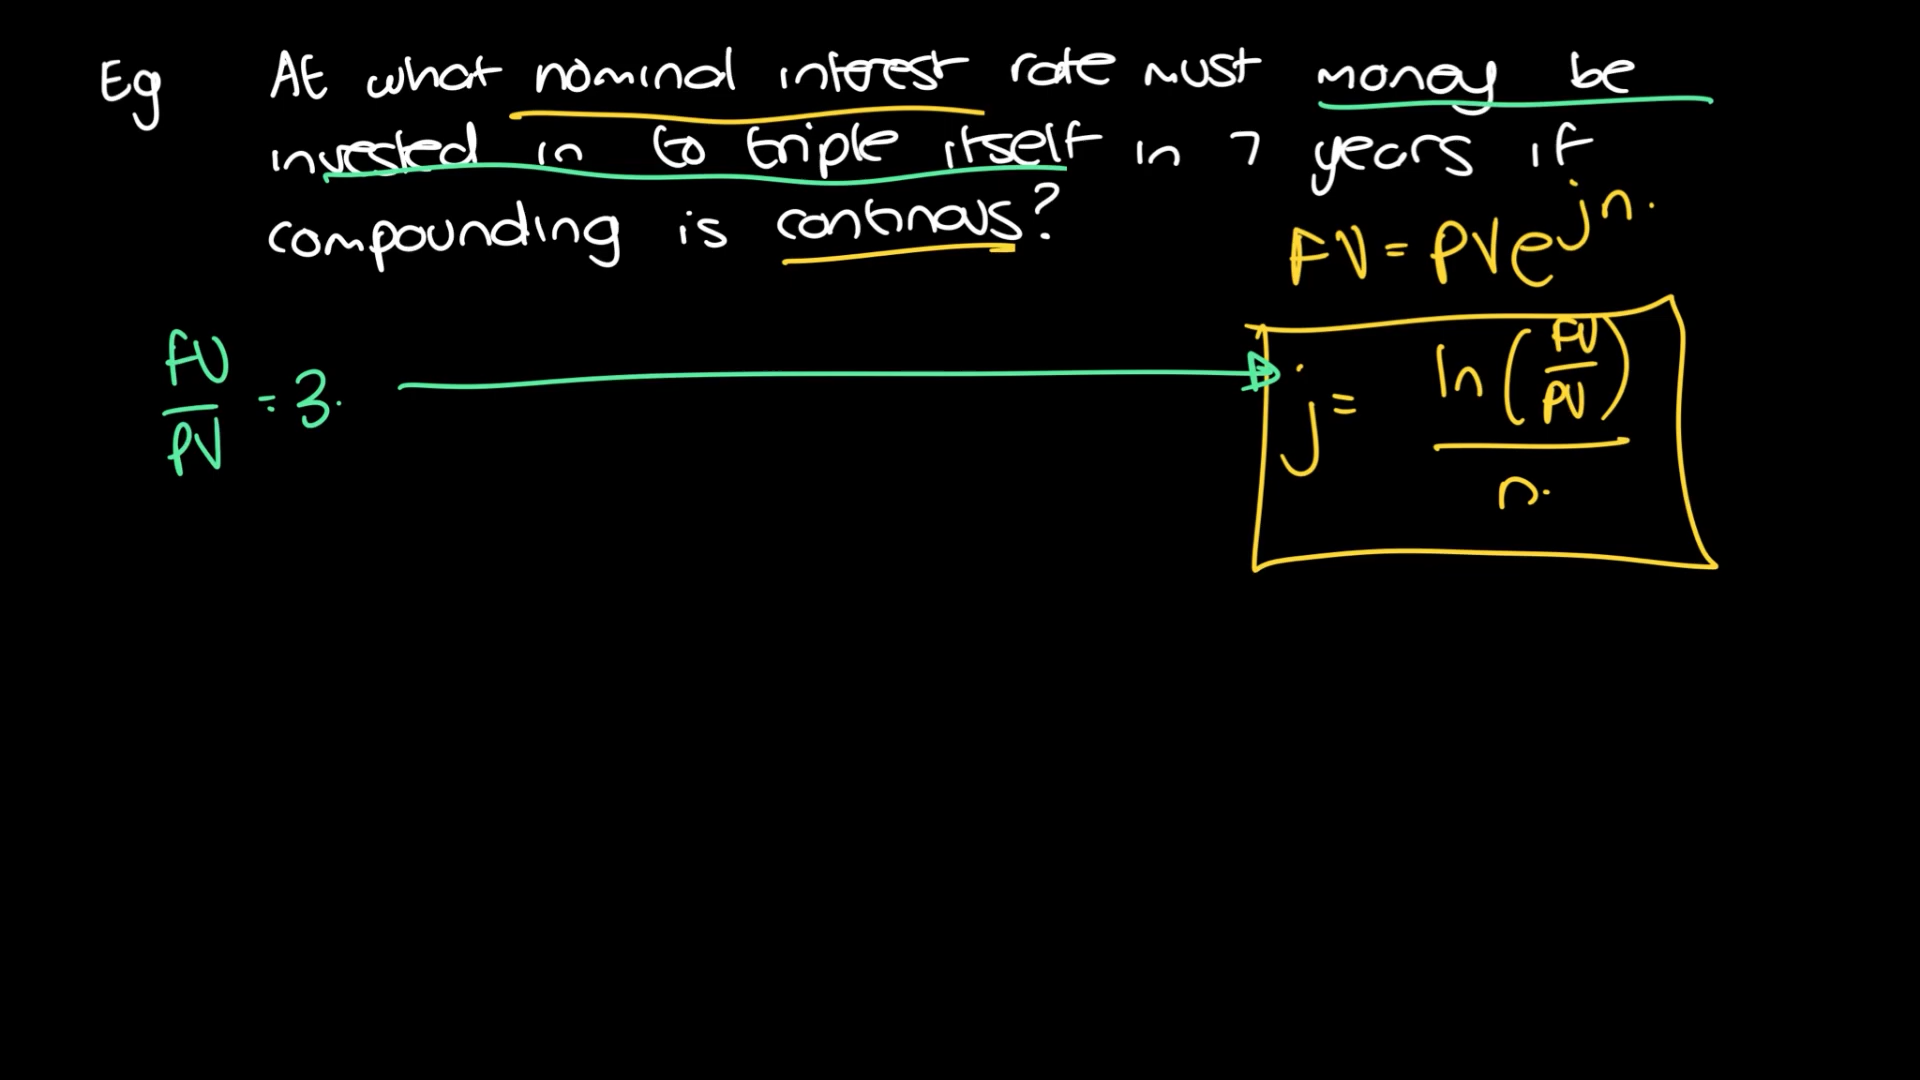 Eg At what nominal interest rate must money be
invested in to triple itself in 7 years if
compounding is continous?
FV = PVe^{jn}.
FV/PV = 3.
j = ln(FV/PV)/n.